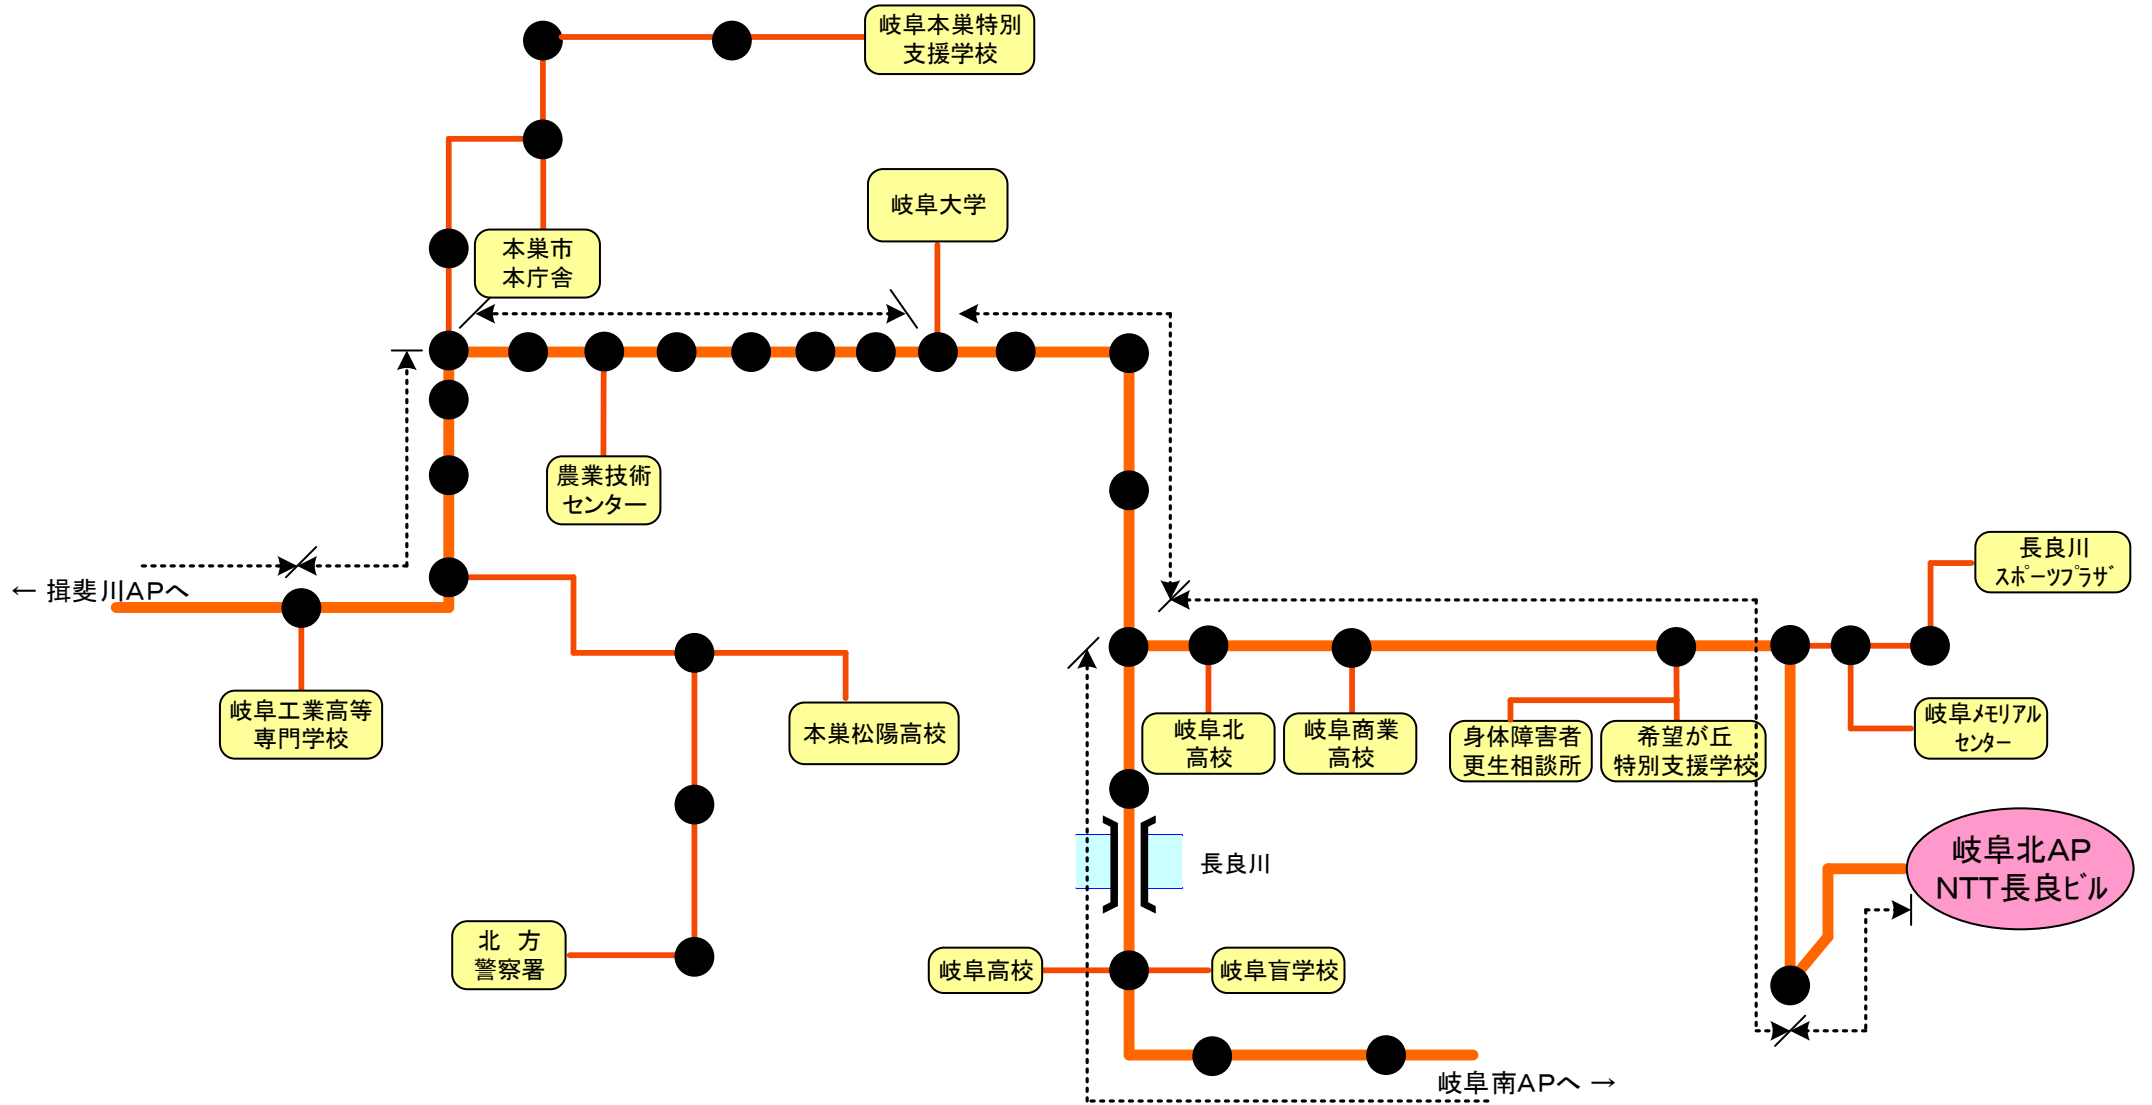 岐阜本巣特別
支援学校
岐阜大学
本巣市
本庁舎
農業技術
センター
長良川
ｽﾎﾟｰﾂﾌﾟﾗｻﾞ
← 揖斐川APへ
岐阜工業高等
専門学校
本巣松陽高校
岐阜北
高校
岐阜商業
高校
身体障害者
更生相談所
希望が丘
特別支援学校
岐阜ﾒﾓﾘｱﾙ
ｾﾝﾀｰ
岐阜北AP
NTT長良ﾋﾞﾙ
長良川
北　方
警察署
岐阜高校
岐阜盲学校
岐阜南APへ →